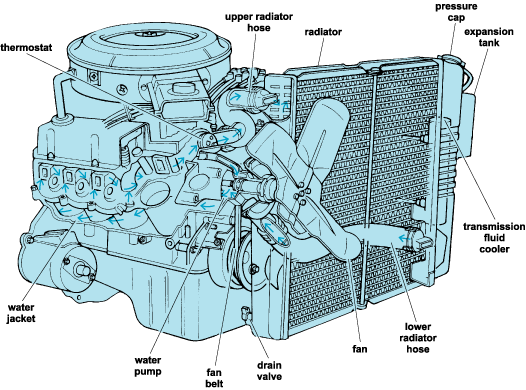 pressure
cap
upper radiator
hose
radiator
expansion
tank
thermostat
transmission
fluid
cooler
water
jacket
water
pump
fan
belt
drain
valve
fan
lower
radiator
hose